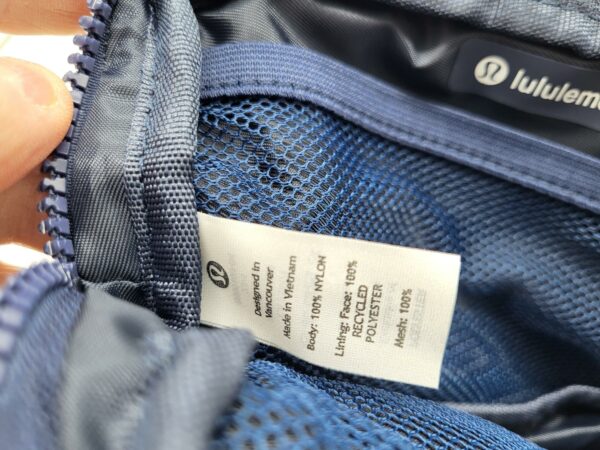 lululem
Designed in
Vancouver
Made in Vietnam
Body: 100% NYLON
Lining: Face: 100%
RECYCLED
POLYESTER
Mesh: 100%